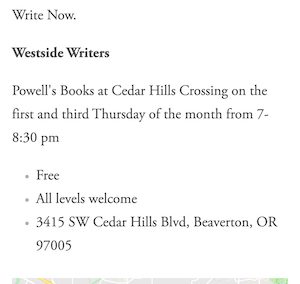 Write Now.
Westside Writers
Powell's Books at Cedar Hills Crossing on the
first and third Thursday of the month from 7-
8:30 pm
Free
All levels welcome
3415 SW Cedar Hills Blvd, Beaverton, OR
97005